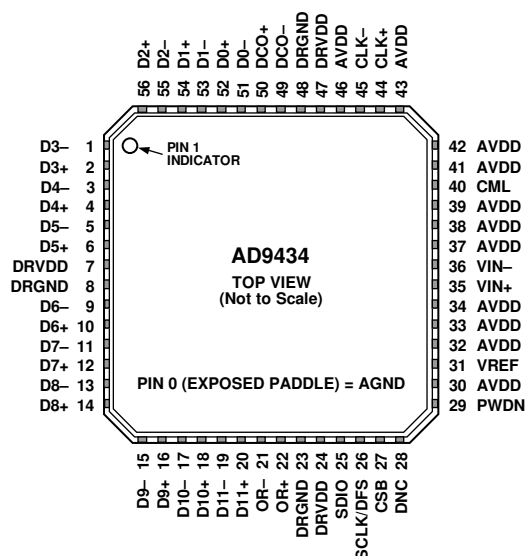 56 D2+
55 D2–
54 D1+
53 D1–
52 D0+
51 D0–
50 DCO+
49 DCO–
48 DRGND
47 DRVDD
46 AVDD
45 CLK–
44 CLK+
43 AVDD
D3– 1
D3+ 2
D4– 3
D4+ 4
D5– 5
D5+ 6
DRVDD 7
DRGND 8
D6– 9
D6+ 10
D7– 11
D7+ 12
D8– 13
D8+ 14
PIN 1
INDICATOR
AD9434
TOP VIEW
(Not to Scale)
PIN 0 (EXPOSED PADDLE) = AGND
42 AVDD
41 AVDD
40 CML
39 AVDD
38 AVDD
37 AVDD
36 VIN–
35 VIN+
34 AVDD
33 AVDD
32 AVDD
31 VREF
30 AVDD
29 PWDN
D9– 15
D9+ 16
D10– 17
D10+ 18
D11– 19
D11+ 20
OR– 21
OR+ 22
DRGND 23
DRVDD 24
SDIO 25
SCLK/DFS 26
CSB 27
DNC 28